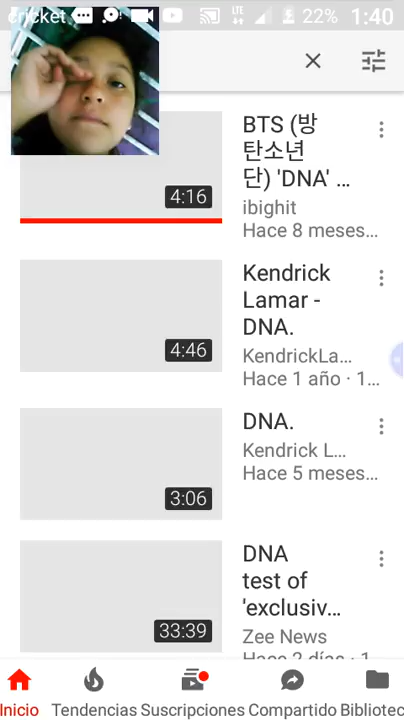 cricket LTE 22% 1:40
BTS (방
탄소년
단) 'DNA' ...
4:16
ibighit
Hace 8 meses...
Kendrick
Lamar -
DNA.
4:46
KendrickLa...
Hace 1 año · 1...
DNA.
Kendrick L...
Hace 5 meses...
3:06
DNA
test of
'exclusiv...
33:39
Zee News
Hace 2 días · 1
Inicio Tendencias Suscripciones Compartido Bibliotec